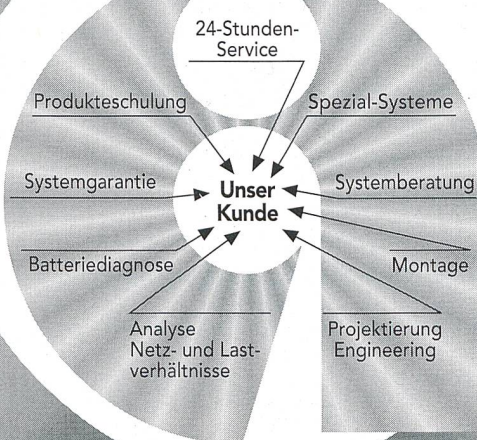 24-Stunden-
Service
Produkteschulung
Spezial-Systeme
Systemgarantie
Unser
Kunde
Systemberatung
Batteriediagnose
Montage
Analyse
Netz- und Last-
verhältnisse
Projektierung
Engineering